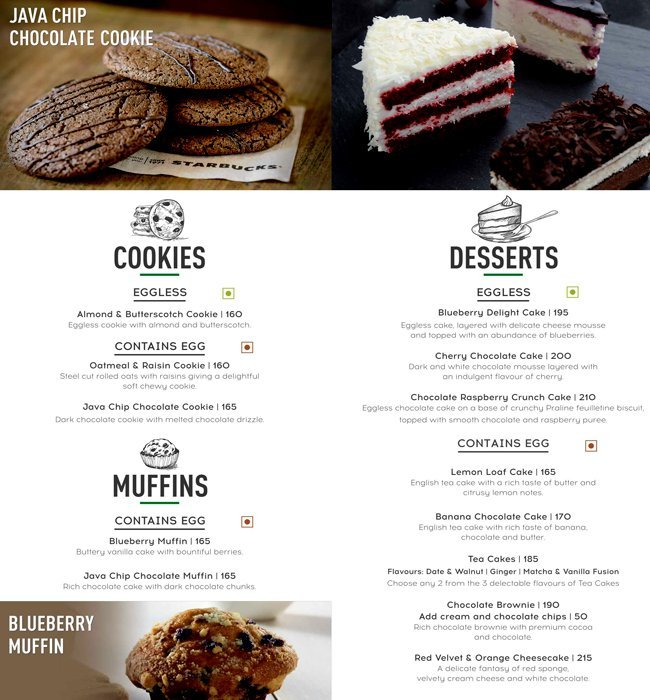 JAVA CHIP
CHOCOLATE COOKIE
STARBUCKS
COOKIES
EGGLESS
Almond & Butterscotch Cookie | 160
Eggless cookie with almond and butterscotch.
CONTAINS EGG
Oatmeal & Raisin Cookie | 160
Steel cut rolled oats with raisins giving a delightful
soft chewy cookie.
Java Chip Chocolate Cookie | 165
Dark chocolate cookie with melted chocolate drizzle.
MUFFINS
CONTAINS EGG
Blueberry Muffin | 165
Buttery vanilla cake with bountiful berries.
Java Chip Chocolate Muffin | 165
Rich chocolate cake with dark chocolate chunks.
BLUEBERRY
MUFFIN
DESSERTS
EGGLESS
Blueberry Delight Cake | 195
Eggless cake, layered with delicate cheese mousse
and topped with an abundance of blueberries.
Cherry Chocolate Cake | 200
Dark and white chocolate mousse layered with
an indulgent flavour of cherry.
Chocolate Raspberry Crunch Cake | 210
Eggless chocolate cake on a base of crunchy Praline feuilletine biscuit,
topped with smooth chocolate and raspberry puree.
CONTAINS EGG
Lemon Loaf Cake | 165
English tea cake with a rich taste of butter and
citrusy lemon notes.
Banana Chocolate Cake | 170
English tea cake with rich taste of banana,
chocolate and butter.
Tea Cakes | 185
Flavours: Date & Walnut | Ginger | Matcha & Vanilla Fusion
Choose any 2 from the 3 delectable flavours of Tea Cakes
Chocolate Brownie | 190
Add cream and chocolate chips | 50
Rich chocolate brownie with premium cocoa
and chocolate.
Red Velvet & Orange Cheesecake | 215
A delicate fantasy of red sponge,
velvety cream cheese and white chocolate